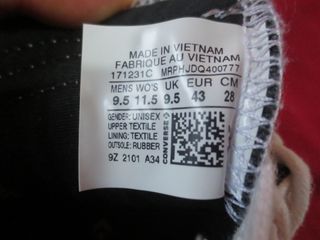 MADE IN VIETNAM
FABRIQUE AU VIETNAM
171231C MRPHJDQ400777
MENS WO'S UK EUR CM
9.5 11.5 9.5 43 28
GENDER: UNISEX
UPPER: TEXTILE
LINING: TEXTILE
OUTSOLE: RUBBER
9Z 2101 A34
CONVERSE